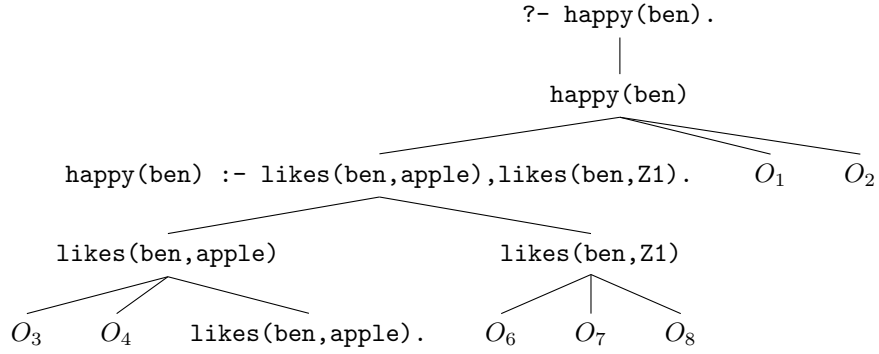 ?- happy(ben).
happy(ben)
happy(ben) :- likes(ben,apple),likes(ben,Z1). O₁ O₂
likes(ben,apple) likes(ben,Z1)
O₃ O₄ likes(ben,apple). O₆ O₇ O₈